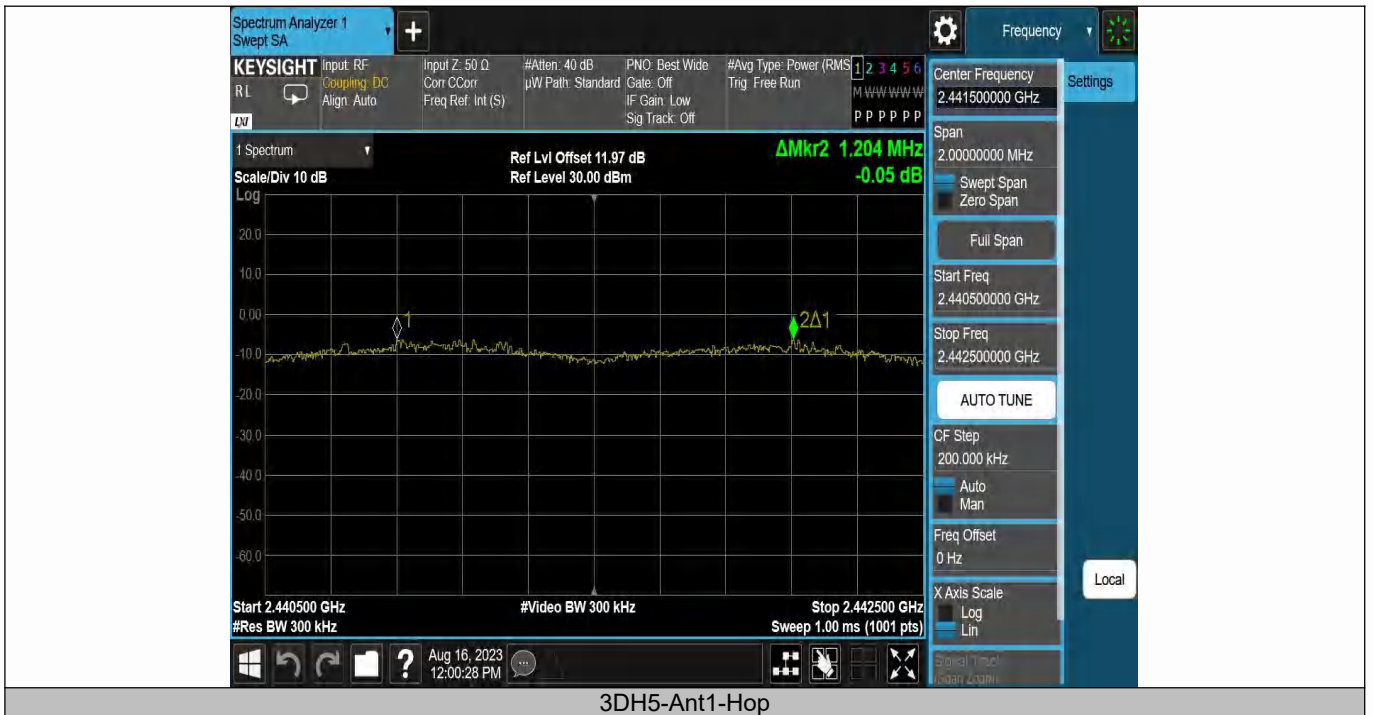 Spectrum Analyzer 1
Swept SA
+
Frequency
KEYSIGHT
RL
LXI
Input: RF
Coupling: DC
Align: Auto
Input Z: 50 Ω
Corr CCorr
Freq Ref: Int (S)
#Atten: 40 dB
µW Path: Standard
PNO: Best Wide
Gate: Off
IF Gain: Low
Sig Track: Off
#Avg Type: Power (RMS
Trig: Free Run
1 2 3 4 5 6
M W W W W W
P P P P P P
Center Frequency
2.441500000 GHz
Settings
Span
2.00000000 MHz
Swept Span
Zero Span
Full Span
Start Freq
2.440500000 GHz
Stop Freq
2.442500000 GHz
AUTO TUNE
CF Step
200.000 kHz
Auto
Man
Freq Offset
0 Hz
X Axis Scale
Log
Lin
Signal Track
(Span Zoom)
Local
1 Spectrum
Scale/Div 10 dB
Ref Lvl Offset 11.97 dB
Ref Level 30.00 dBm
ΔMkr2 1.204 MHz
-0.05 dB
Log
20.0
10.0
0.00
-10.0
-20.0
-30.0
-40.0
-50.0
-60.0
1
2Δ1
Start 2.440500 GHz
#Res BW 300 kHz
#Video BW 300 kHz
Stop 2.442500 GHz
Sweep 1.00 ms (1001 pts)
?
Aug 16, 2023
12:00:28 PM
3DH5-Ant1-Hop